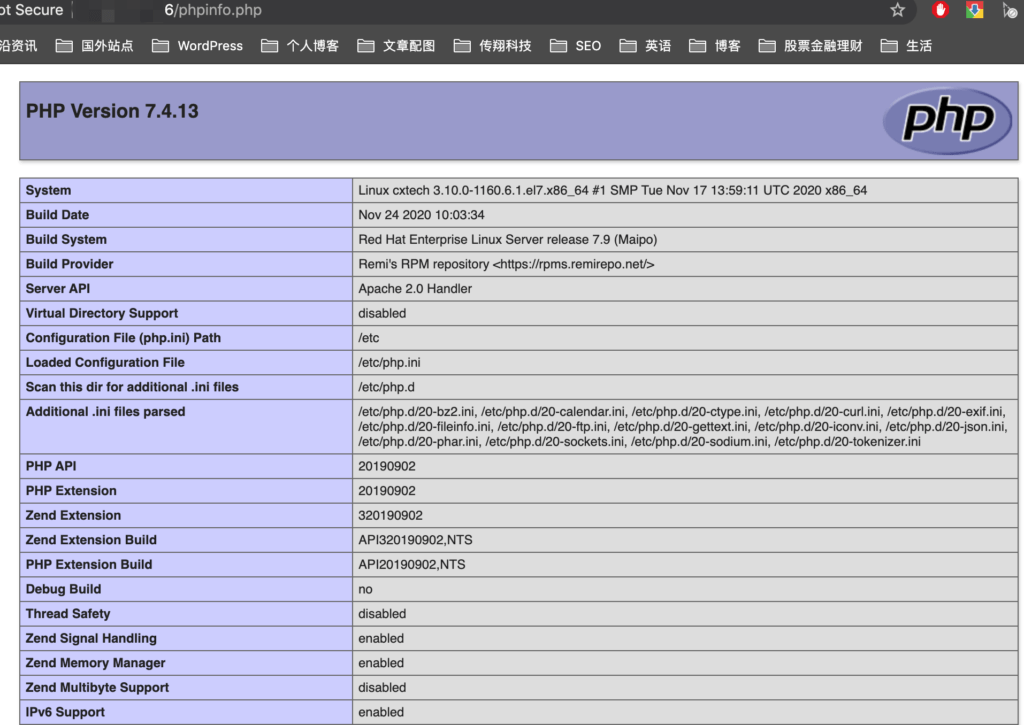 ot Secure 6/phpinfo.php
沿资讯 国外站点 WordPress 个人博客 文章配图 传翔科技 SEO 英语 博客 股票金融理财 生活
PHP Version 7.4.13
php
System Linux cxtech 3.10.0-1160.6.1.el7.x86_64 #1 SMP Tue Nov 17 13:59:11 UTC 2020 x86_64
Build Date Nov 24 2020 10:03:34
Build System Red Hat Enterprise Linux Server release 7.9 (Maipo)
Build Provider Remi's RPM repository <https://rpms.remirepo.net/>
Server API Apache 2.0 Handler
Virtual Directory Support disabled
Configuration File (php.ini) Path /etc
Loaded Configuration File /etc/php.ini
Scan this dir for additional .ini files /etc/php.d
Additional .ini files parsed /etc/php.d/20-bz2.ini, /etc/php.d/20-calendar.ini, /etc/php.d/20-ctype.ini, /etc/php.d/20-curl.ini, /etc/php.d/20-exif.ini,
/etc/php.d/20-fileinfo.ini, /etc/php.d/20-ftp.ini, /etc/php.d/20-gettext.ini, /etc/php.d/20-iconv.ini, /etc/php.d/20-json.ini,
/etc/php.d/20-phar.ini, /etc/php.d/20-sockets.ini, /etc/php.d/20-sodium.ini, /etc/php.d/20-tokenizer.ini
PHP API 20190902
PHP Extension 20190902
Zend Extension 320190902
Zend Extension Build API320190902,NTS
PHP Extension Build API20190902,NTS
Debug Build no
Thread Safety disabled
Zend Signal Handling enabled
Zend Memory Manager enabled
Zend Multibyte Support disabled
IPv6 Support enabled